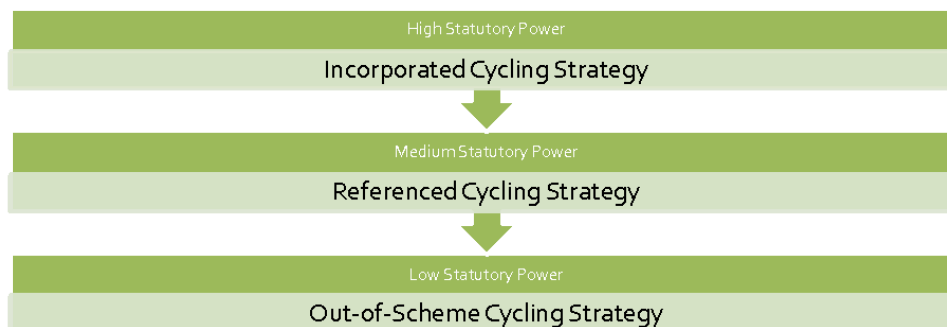 High Statutory Power
Incorporated Cycling Strategy
Medium Statutory Power
Referenced Cycling Strategy
Low Statutory Power
Out-of-Scheme Cycling Strategy